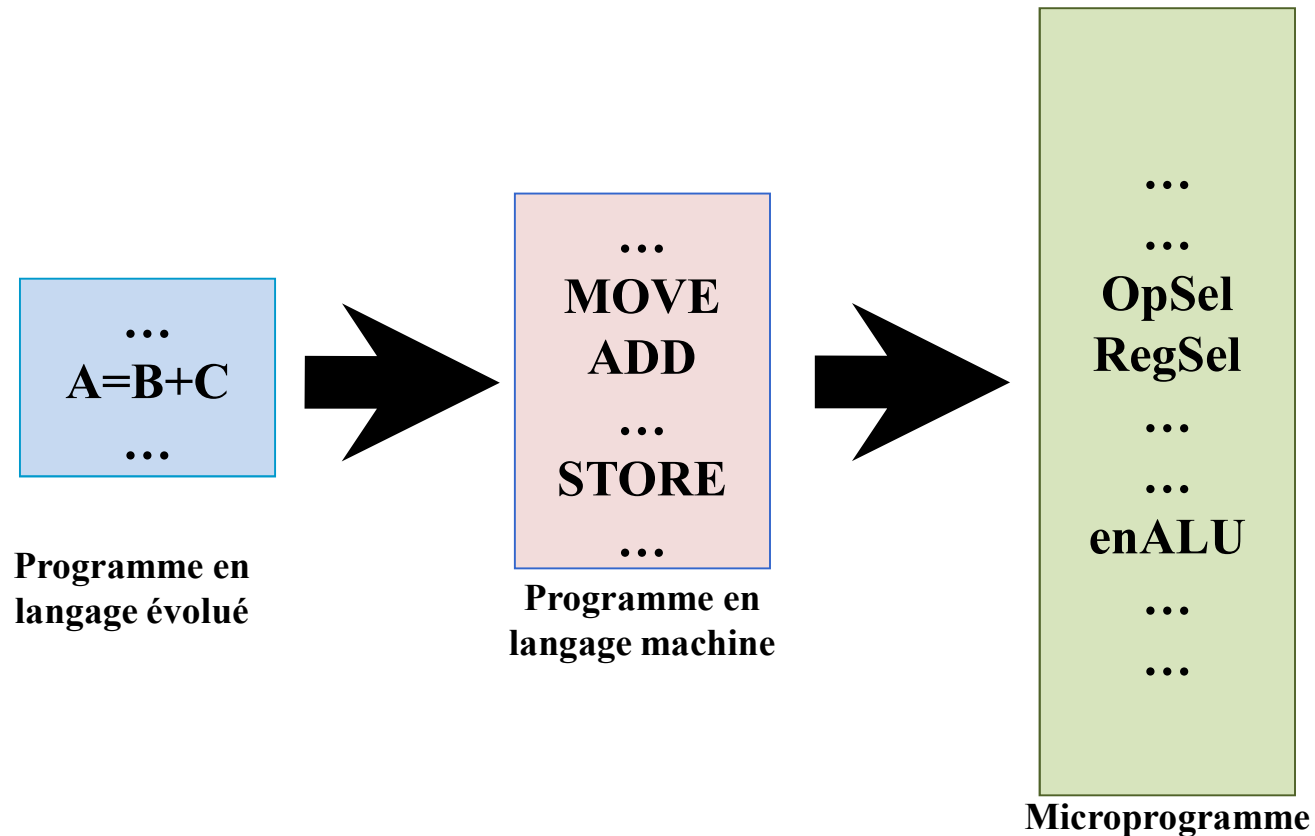 …
A=B+C
…
Programme en
langage évolué
…
MOVE
ADD
…
STORE
…
Programme en
langage machine
…
…
OpSel
RegSel
…
…
enALU
…
…
Microprogramme